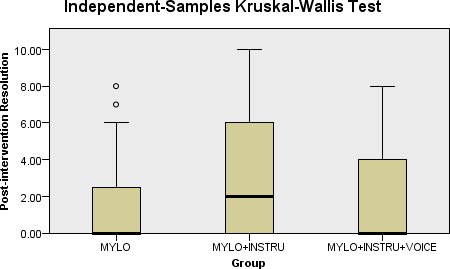 Independent-Samples Kruskal-Wallis Test
Post-intervention Resolution
10.00
8.00
6.00
4.00
2.00
0.00
MYLO
MYLO+INSTRU
MYLO+INSTRU+VOICE
Group